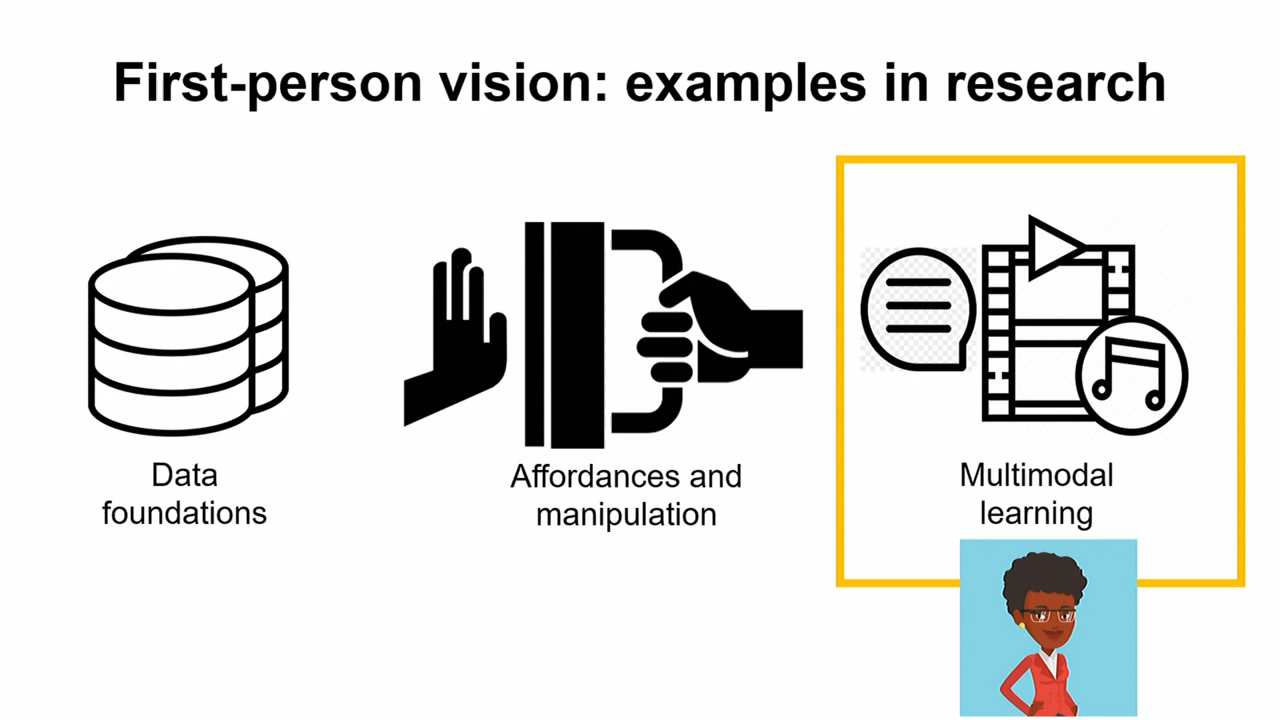 First-person vision: examples in research
Data
foundations
Affordances and
manipulation
Multimodal
learning